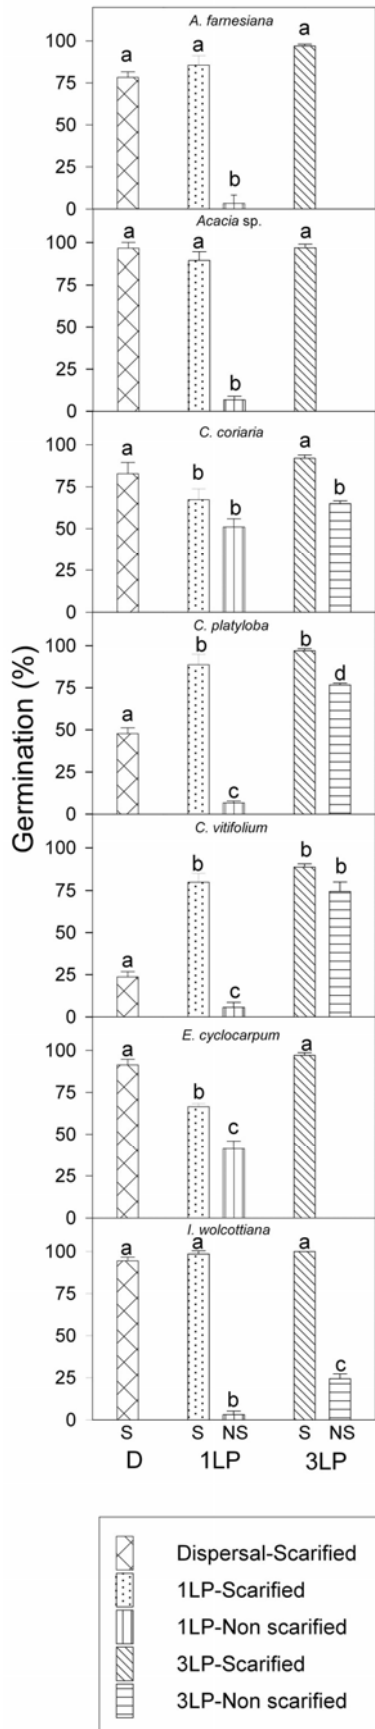 A. farnesiana
100
75
50
25
0
a
a
b
a
Acacia sp.
100
75
50
25
0
a
a
b
a
C. coriaria
100
75
50
25
0
a
b
b
a
b
C. platyloba
100
75
50
25
0
a
b
c
b
d
Germination (%)
C. vitifolium
100
75
50
25
0
a
b
c
b
b
E. cyclocarpum
100
75
50
25
0
a
b
c
a
I. wolcottiana
100
75
50
25
0
a
a
b
a
c
S S NS S NS
D 1LP 3LP
Dispersal-Scarified
1LP-Scarified
1LP-Non scarified
3LP-Scarified
3LP-Non scarified